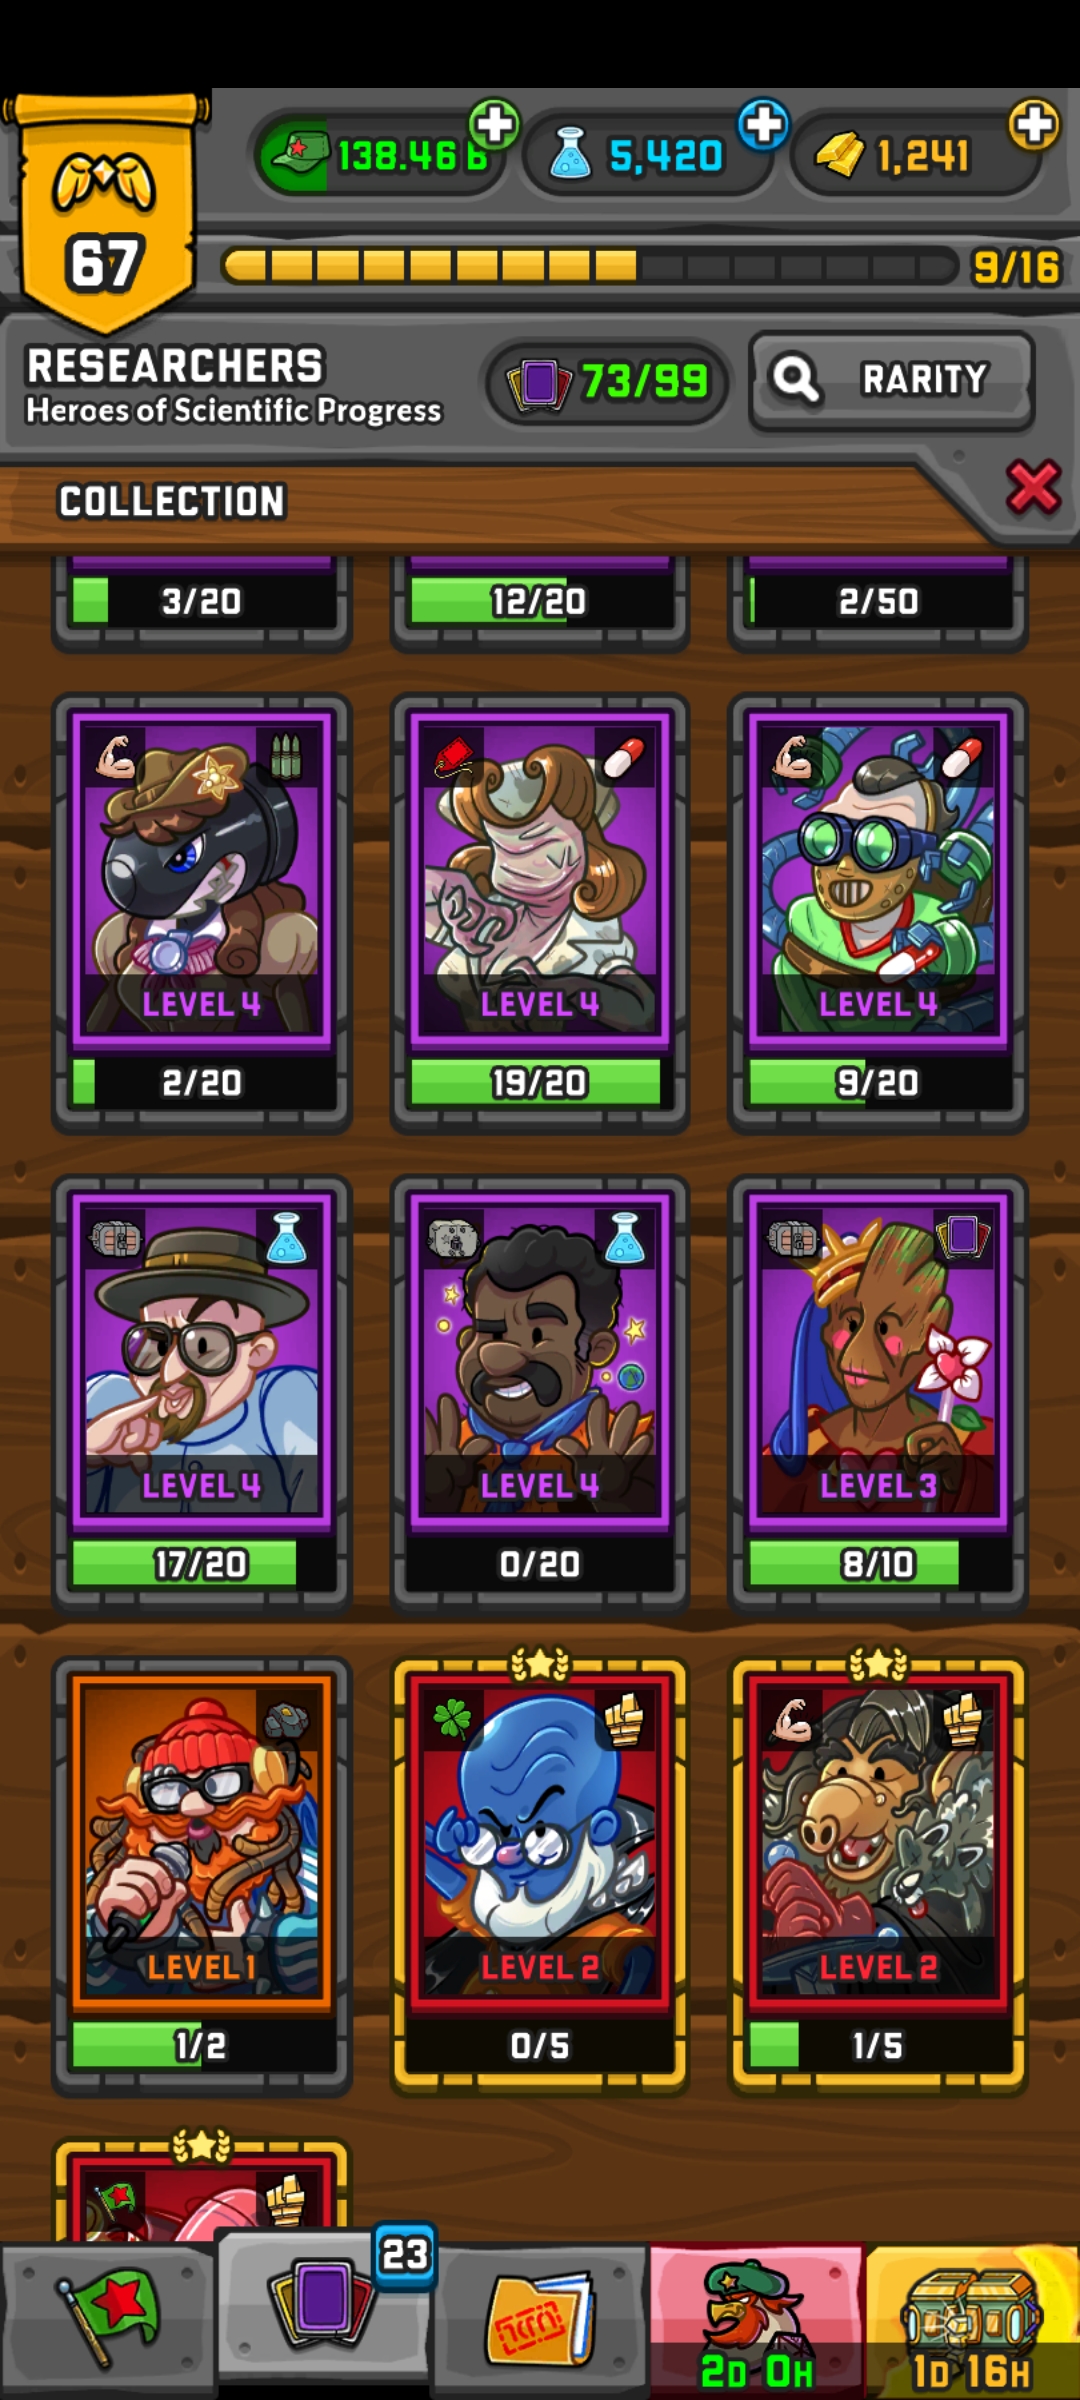 138.46 B
5,420
1,241
67
9/16
RESEARCHERS
Heroes of Scientific Progress
73/99
RARITY
COLLECTION
3/20
12/20
2/50
LEVEL 4
LEVEL 4
LEVEL 4
2/20
19/20
9/20
LEVEL 4
LEVEL 4
LEVEL 3
17/20
0/20
8/10
LEVEL 1
LEVEL 2
LEVEL 2
1/2
0/5
1/5
23
2D 0H
1D 16H